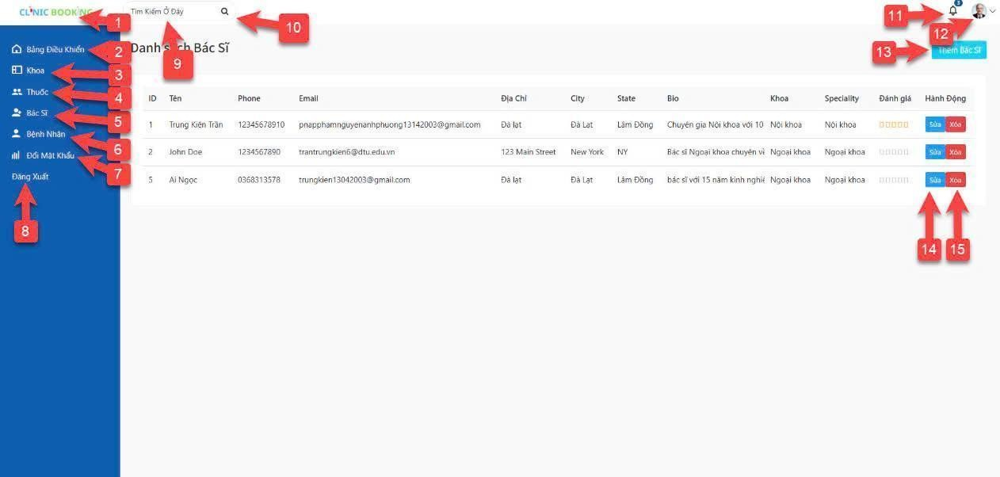 CLINIC BOOKING
1
Tìm Kiếm Ở Đây
10
11
3
12
Bảng Điều Khiển
2
Danh sách Bác Sĩ
9
13
Thêm Bác Sĩ
Khoa
3
Thuốc
4
Bác Sĩ
5
Bệnh Nhân
6
Đổi Mật Khẩu
7
Đăng Xuất
8
ID Tên Phone Email Địa Chỉ City State Bio Khoa Speciality Đánh giá Hành Động
1 Trung Kiên Trần 12345678910 pnapphamnguyenanhphuong13142003@gmail.com Đà lạt Đà Lạt Lâm Đồng Chuyên gia Nội khoa với 10 Nội khoa Nội khoa Sửa Xóa
2 John Doe 1234567890 trantrungkien6@dtu.edu.vn 123 Main Street New York NY Bác sĩ Ngoại khoa chuyên về Ngoại khoa Ngoại khoa Sửa Xóa
5 Ai Ngọc 0368313578 trungkien13042003@gmail.com Đà lạt Đà Lạt Lâm Đồng bác sĩ với 15 năm kinh nghiệ Ngoại khoa Ngoại khoa Sửa Xóa
14 15